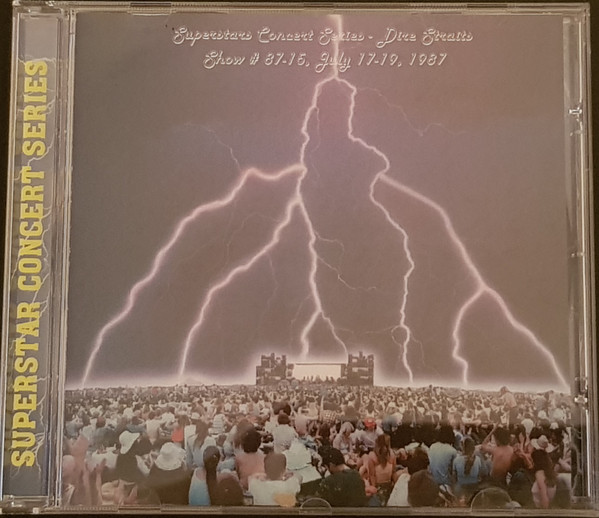 Superstars Concert Series - Dire Straits
Show # 87-15, July 17-19, 1987
SUPERSTAR CONCERT SERIES